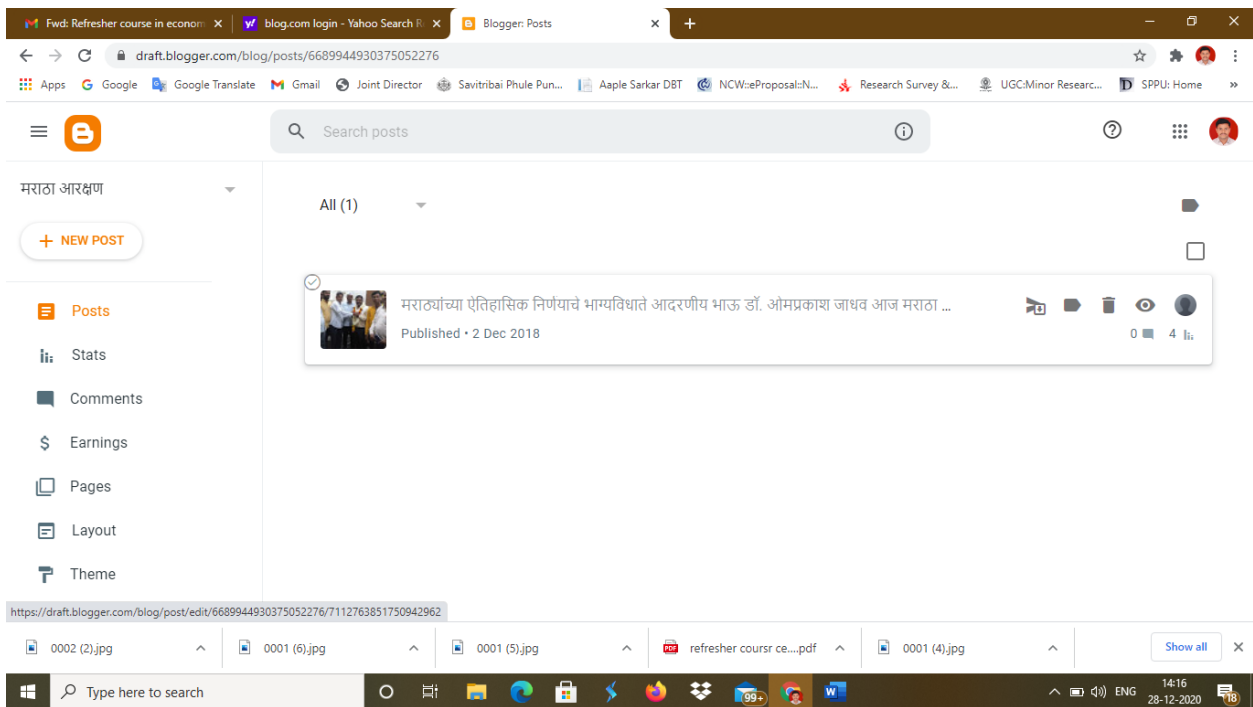 Fwd: Refresher course in econom
blog.com login - Yahoo Search R
Blogger: Posts
draft.blogger.com/blog/posts/6689944930375052276
Apps Google Google Translate Gmail Joint Director Savitribai Phule Pun... Aaple Sarkar DBT NCW::eProposal::N... Research Survey &... UGC:Minor Researc... SPPU: Home »
Search posts
मराठा आरक्षण
All (1)
+ NEW POST
Posts
मराठ्यांच्या ऐतिहासिक निर्णयाचे भाग्यविधाते आदरणीय भाऊ डॉ. ओमप्रकाश जाधव आज मराठा ...
Published • 2 Dec 2018
0 4
Stats
Comments
Earnings
Pages
Layout
Theme
https://draft.blogger.com/blog/post/edit/6689944930375052276/7112763851750942962
0002 (2).jpg
0001 (6).jpg
0001 (5).jpg
PDF refresher coursr ce....pdf
0001 (4).jpg
Show all
Type here to search
99+
ENG
14:16
28-12-2020
18